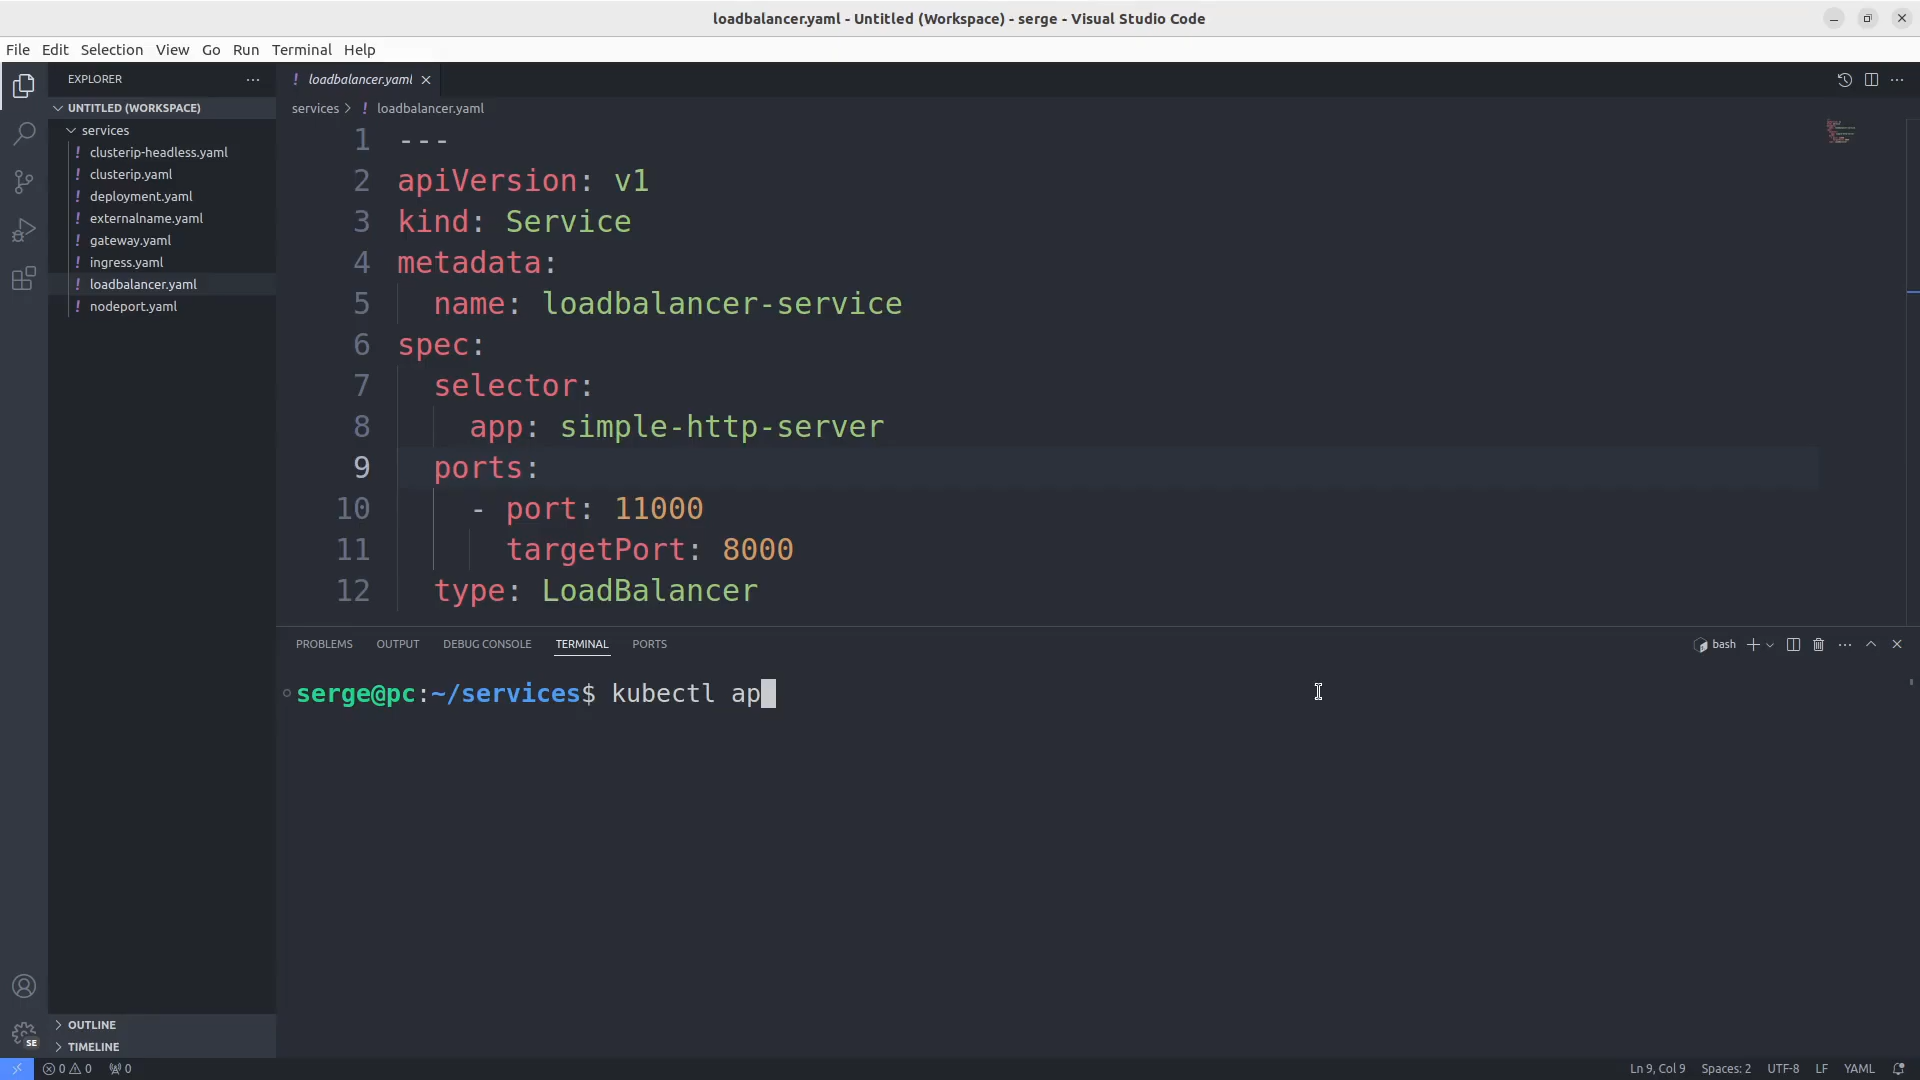 loadbalancer.yaml - Untitled (Workspace) - serge - Visual Studio Code
File Edit Selection View Go Run Terminal Help
EXPLORER
UNTITLED (WORKSPACE)
services
! clusterip-headless.yaml
! clusterip.yaml
! deployment.yaml
! externalname.yaml
! gateway.yaml
! ingress.yaml
! loadbalancer.yaml
! nodeport.yaml
OUTLINE
TIMELINE
SE
! loadbalancer.yaml
services > ! loadbalancer.yaml
1 ---
2 apiVersion: v1
3 kind: Service
4 metadata:
5   name: loadbalancer-service
6 spec:
7   selector:
8     app: simple-http-server
9   ports:
10     - port: 11000
11       targetPort: 8000
12   type: LoadBalancer
PROBLEMS OUTPUT DEBUG CONSOLE TERMINAL PORTS
bash
serge@pc:~/services$ kubectl ap
0 0 0
Ln 9, Col 9 Spaces: 2 UTF-8 LF YAML